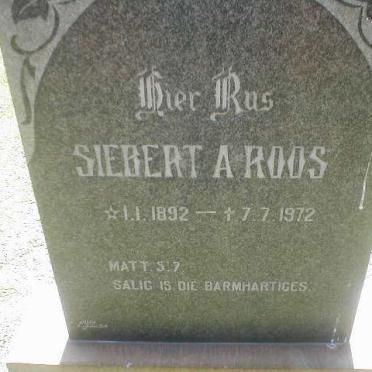 Hier Rus
SIEBERT A ROOS
☆1.1.1892 — †7.7.1972
MATT. 5.7.
SALIG IS DIE BARMHARTIGES.